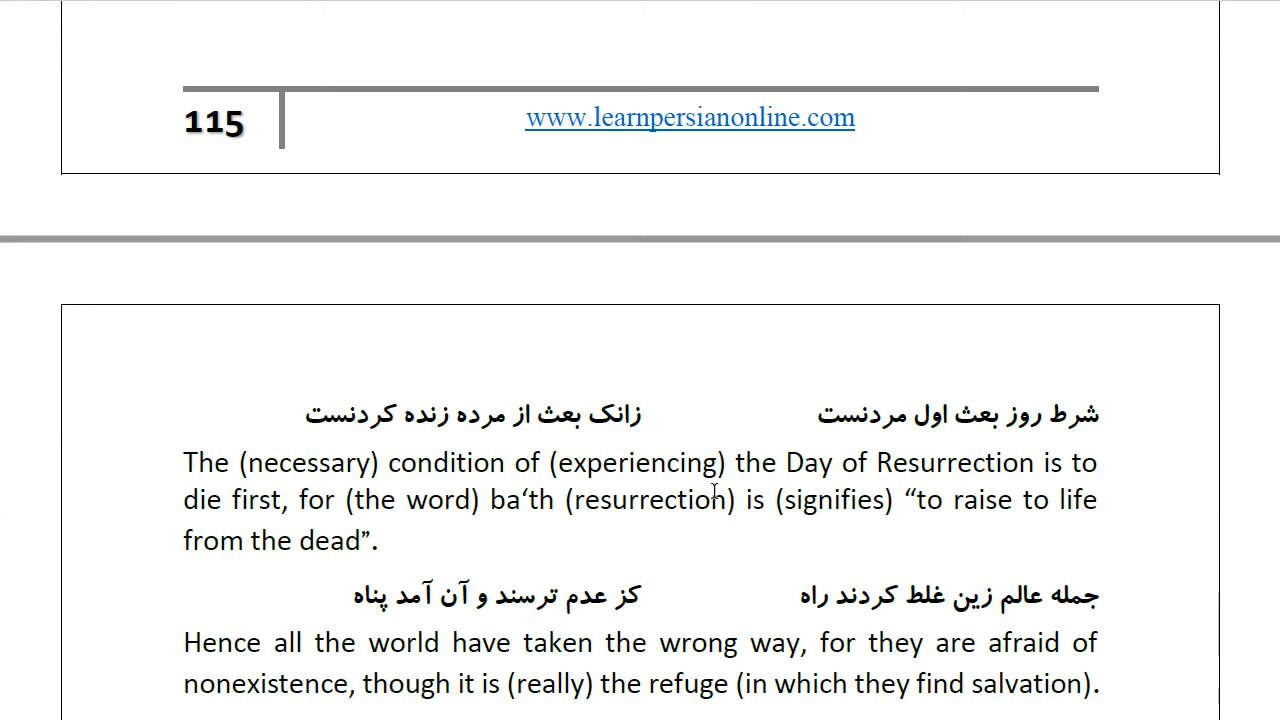 115
www.learnpersianonline.com
شرط روز بعث اول مردنست زانک بعث از مرده زنده کردنست
The (necessary) condition of (experiencing) the Day of Resurrection is to
die first, for (the word) ba‘th (resurrection) is (signifies) “to raise to life
from the dead”.
جمله عالم زین غلط کردند راه کز عدم ترسند و آن آمد پناه
Hence all the world have taken the wrong way, for they are afraid of
nonexistence, though it is (really) the refuge (in which they find salvation).